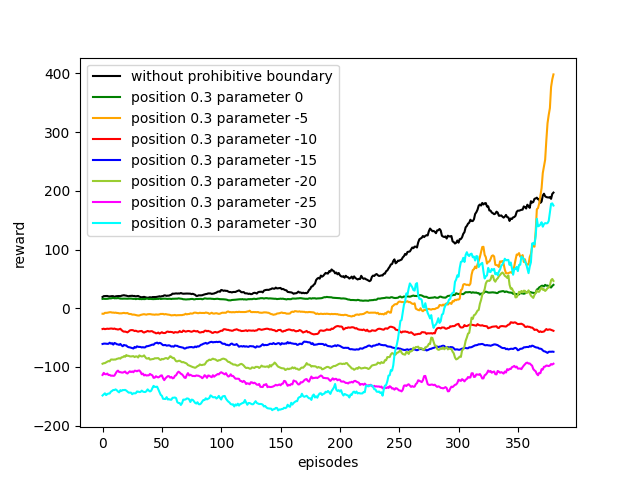 400
300
200
100
0
−100
−200
reward
without prohibitive boundary
position 0.3 parameter 0
position 0.3 parameter -5
position 0.3 parameter -10
position 0.3 parameter -15
position 0.3 parameter -20
position 0.3 parameter -25
position 0.3 parameter -30
0 50 100 150 200 250 300 350
episodes